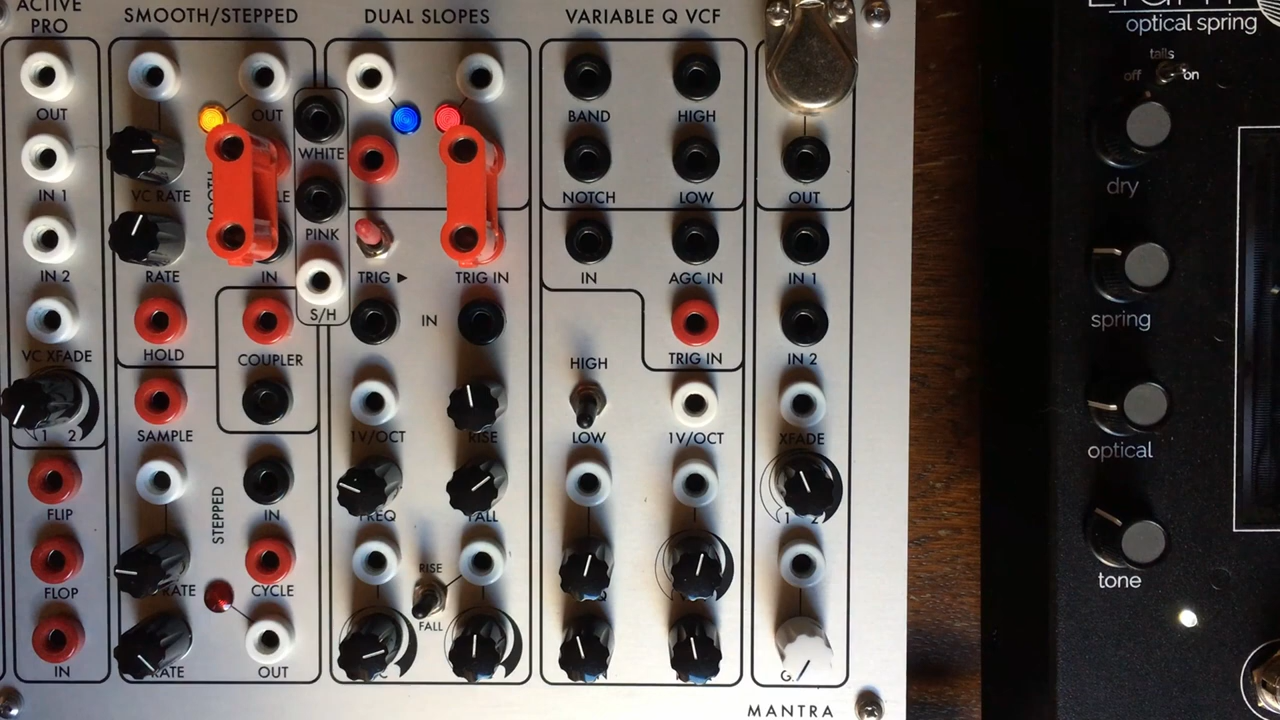 ACTIVE
PRO
OUT
IN 1
IN 2
VC XFADE
1 2
FLIP
FLOP
IN
SMOOTH/STEPPED
OUT
VC RATE
RATE
IN
HOLD
COUPLER
SAMPLE
STEPPED
IN
RATE
CYCLE
RATE
OUT
WHITE
PINK
S/H
DUAL SLOPES
TRIG ▶
TRIG IN
IN
1V/OCT
RISE
FREQ
FALL
RISE
FALL
VARIABLE Q VCF
BAND
HIGH
NOTCH
LOW
IN
AGC IN
TRIG IN
HIGH
LOW
1V/OCT
OUT
IN 1
IN 2
XFADE
1 2
MANTRA
optical spring
tails
off
on
dry
spring
optical
tone